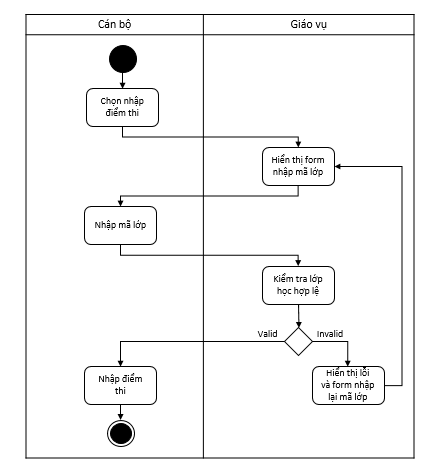 Cán bộ
Giáo vụ
Chọn nhập
điểm thi
Hiển thị form
nhập mã lớp
Nhập mã lớp
Kiểm tra lớp
học hợp lệ
Valid
Invalid
Nhập điểm
thi
Hiển thị lỗi
và form nhập
lại mã lớp